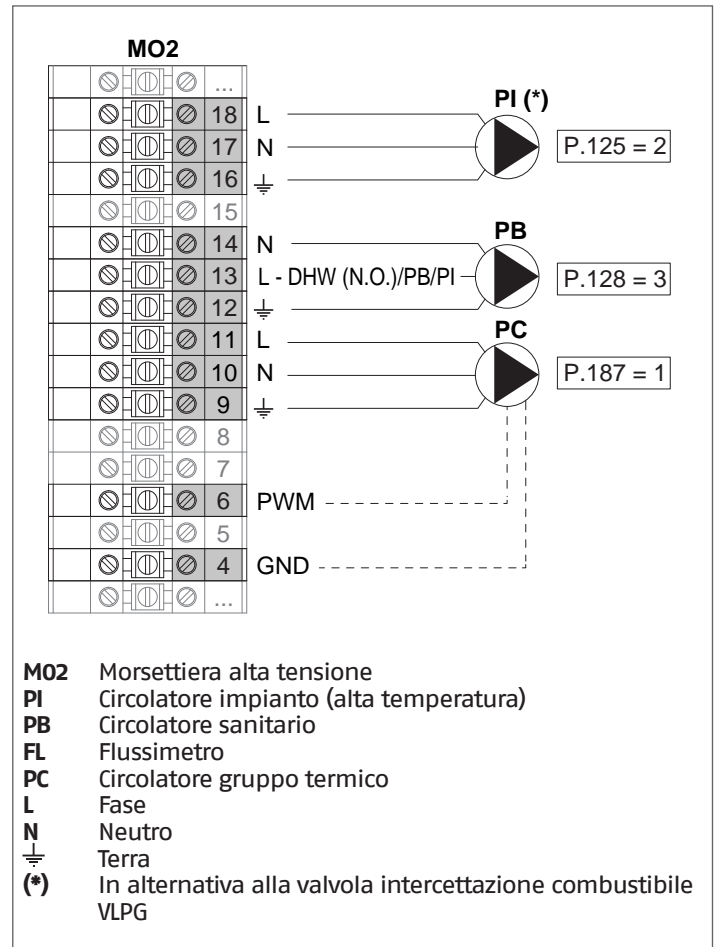 MO2
...
18 L PI (*)
17 N P.125 = 2
16
15
14 N PB
13 L - DHW (N.O.)/PB/PI P.128 = 3
12
11 L PC
10 N P.187 = 1
9
8
7
6 PWM
5
4 GND
...
M02 Morsettiera alta tensione
PI Circolatore impianto (alta temperatura)
PB Circolatore sanitario
FL Flussimetro
PC Circolatore gruppo termico
L Fase
N Neutro
⏚ Terra
(*) In alternativa alla valvola intercettazione combustibile
VLPG